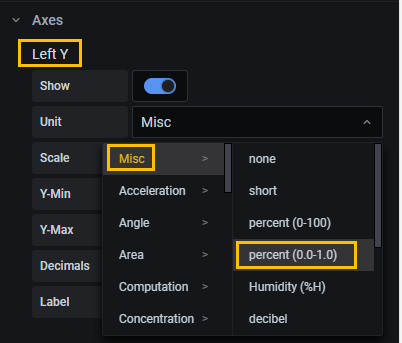 Axes
Left Y
Show
Unit Misc
Scale Misc > none
Acceleration > short
Y-Min Angle > percent (0-100)
Y-Max Area > percent (0.0-1.0)
Decimals Computation > Humidity (%H)
Label Concentration > decibel